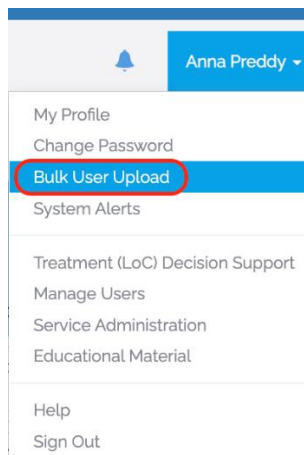 Anna Preddy
My Profile
Change Password
Bulk User Upload
System Alerts
Treatment (LoC) Decision Support
Manage Users
Service Administration
Educational Material
Help
Sign Out